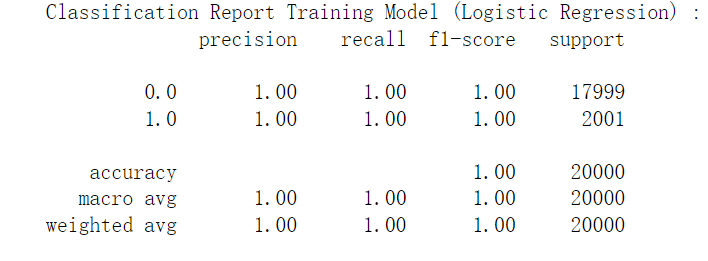 Classification Report Training Model (Logistic Regression) :
precision recall f1-score support
0.0 1.00 1.00 1.00 17999
1.0 1.00 1.00 1.00 2001
accuracy 1.00 20000
macro avg 1.00 1.00 1.00 20000
weighted avg 1.00 1.00 1.00 20000